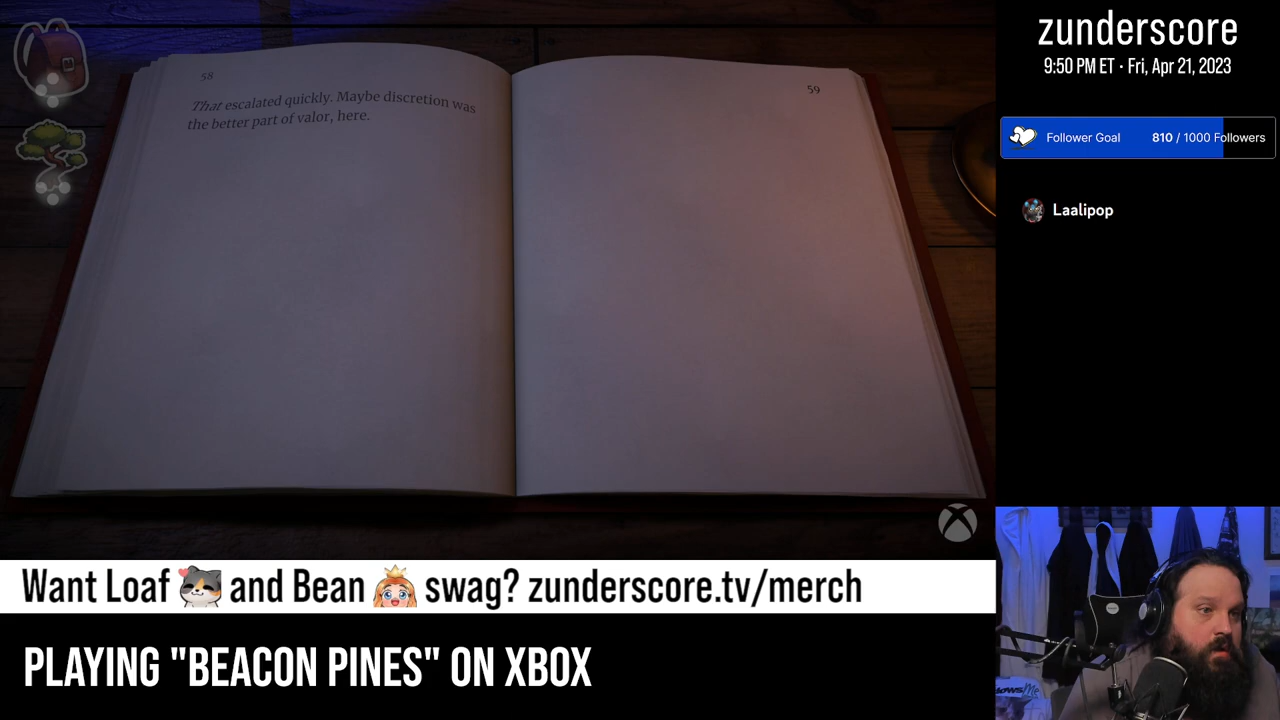 58
That escalated quickly. Maybe discretion was
the better part of valor, here.
59
zunderscore
9:50 PM ET · Fri, Apr 21, 2023
Follower Goal 810 / 1000 Followers
Laalipop
Want Loaf and Bean swag? zunderscore.tv/merch
PLAYING "BEACON PINES" ON XBOX